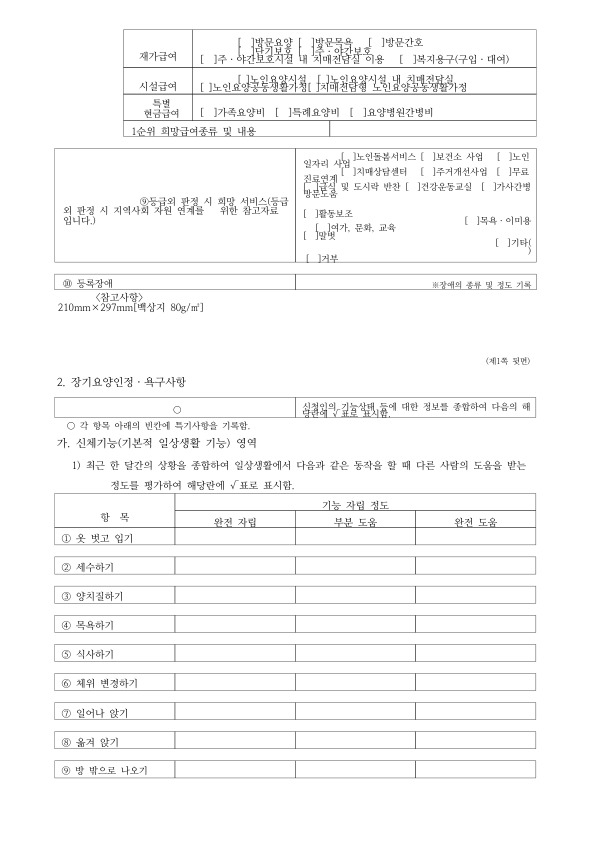 재가급여
[ ]방문요양 [ ]방문목욕 [ ]방문간호
[ ]단기보호 [ ]주ㆍ야간보호
[ ]주ㆍ야간보호시설 내 치매전담실 이용 [ ]복지용구(구입ㆍ대여)
시설급여
[ ]노인요양시설 [ ]노인요양시설 내 치매전담실
[ ]노인요양공동생활가정[ ]치매전담형 노인요양공동생활가정
특별
현금급여
[ ]가족요양비 [ ]특례요양비 [ ]요양병원간병비
1순위 희망급여종류 및 내용
⑨등급외 판정 시 희망 서비스(등급
외 판정 시 지역사회 자원 연계를 위한 참고자료
입니다.)
[ ]노인돌봄서비스 [ ]보건소 사업 [ ]노인
일자리 사업
[ ]치매상담센터 [ ]주거개선사업 [ ]무료
진료연계
[ ]급식 및 도시락 반찬 [ ]건강운동교실 [ ]가사간병
방문도움
[ ]활동보조
[ ]목욕ㆍ이미용
[ ]여가, 문화, 교육
[ ]말벗
[ ]기타(
)
[ ]거부
⑩ 등록장애
※장애의 종류 및 정도 기록
〈참고사항〉
210mm×297mm[백상지 80g/㎡]
(제1쪽 뒷면)
2. 장기요양인정ㆍ욕구사항
○
신청인의 기능상태 등에 대한 정보를 종합하여 다음의 해
당란에 √표로 표시함.
○ 각 항목 아래의 빈칸에 특기사항을 기록함.
가. 신체기능(기본적 일상생활 기능) 영역
1) 최근 한 달간의 상황을 종합하여 일상생활에서 다음과 같은 동작을 할 때 다른 사람의 도움을 받는
정도를 평가하여 해당란에 √표로 표시함.
항 목
기능 자립 정도
완전 자립 부분 도움 완전 도움
① 옷 벗고 입기
② 세수하기
③ 양치질하기
④ 목욕하기
⑤ 식사하기
⑥ 체위 변경하기
⑦ 일어나 앉기
⑧ 옮겨 앉기
⑨ 방 밖으로 나오기